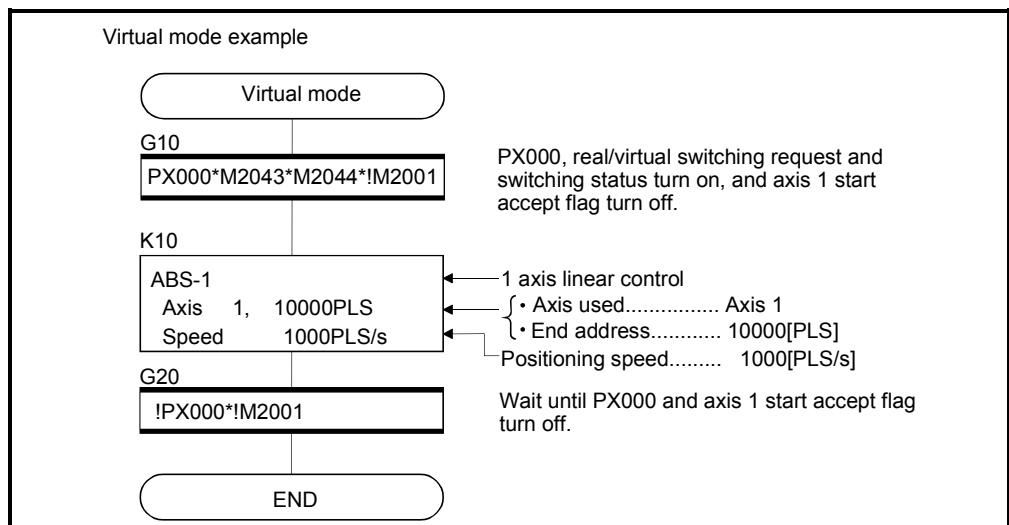 Virtual mode example
Virtual mode
G10
PX000*M2043*M2044*!M2001
PX000, real/virtual switching request and
switching status turn on, and axis 1 start
accept flag turn off.
K10
ABS-1
Axis 1, 10000PLS
Speed 1000PLS/s
1 axis linear control
• Axis used................ Axis 1
• End address............ 10000[PLS]
Positioning speed......... 1000[PLS/s]
G20
!PX000*!M2001
Wait until PX000 and axis 1 start accept flag
turn off.
END